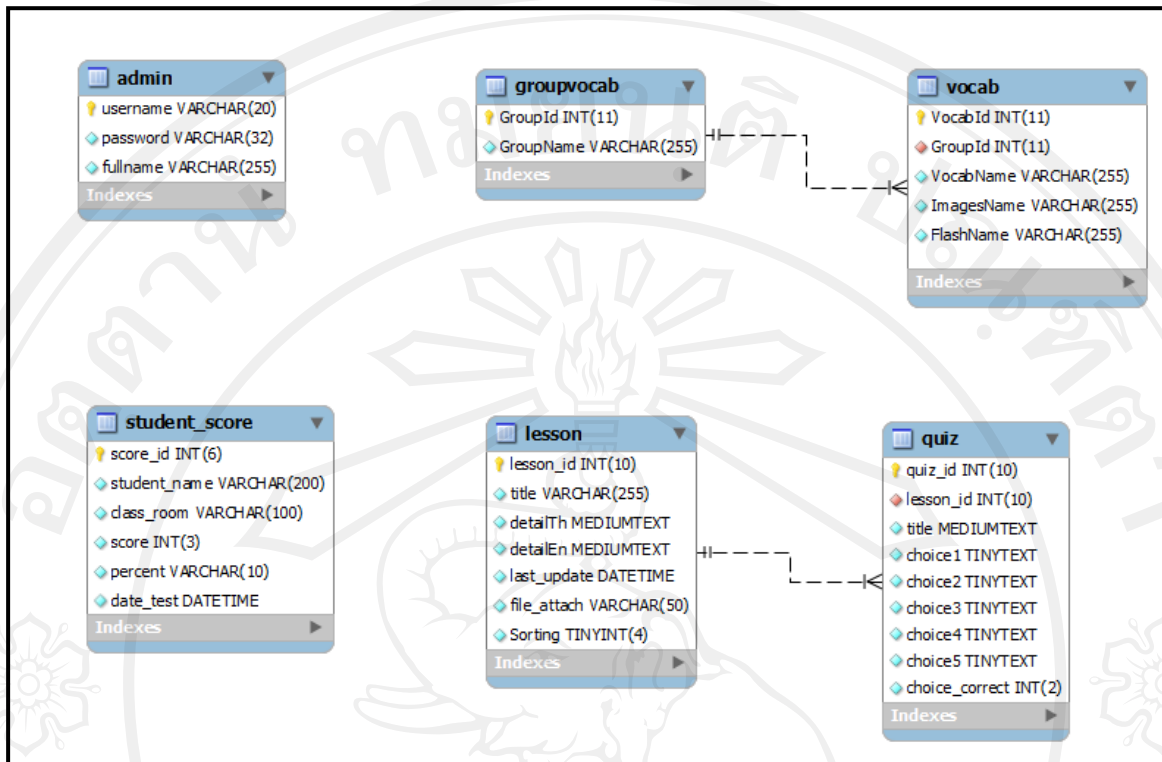 admin
username VARCHAR(20)
password VARCHAR(32)
fullname VARCHAR(255)
Indexes
groupvocab
GroupId INT(11)
GroupName VARCHAR(255)
Indexes
vocab
VocabId INT(11)
GroupId INT(11)
VocabName VARCHAR(255)
ImagesName VARCHAR(255)
FlashName VARCHAR(255)
Indexes
student_score
score_id INT(6)
student_name VARCHAR(200)
class_room VARCHAR(100)
score INT(3)
percent VARCHAR(10)
date_test DATETIME
Indexes
lesson
lesson_id INT(10)
title VARCHAR(255)
detailTh MEDIUMTEXT
detailEn MEDIUMTEXT
last_update DATETIME
file_attach VARCHAR(50)
Sorting TINYINT(4)
Indexes
quiz
quiz_id INT(10)
lesson_id INT(10)
title MEDIUMTEXT
choice1 TINYTEXT
choice2 TINYTEXT
choice3 TINYTEXT
choice4 TINYTEXT
choice5 TINYTEXT
choice_correct INT(2)
Indexes